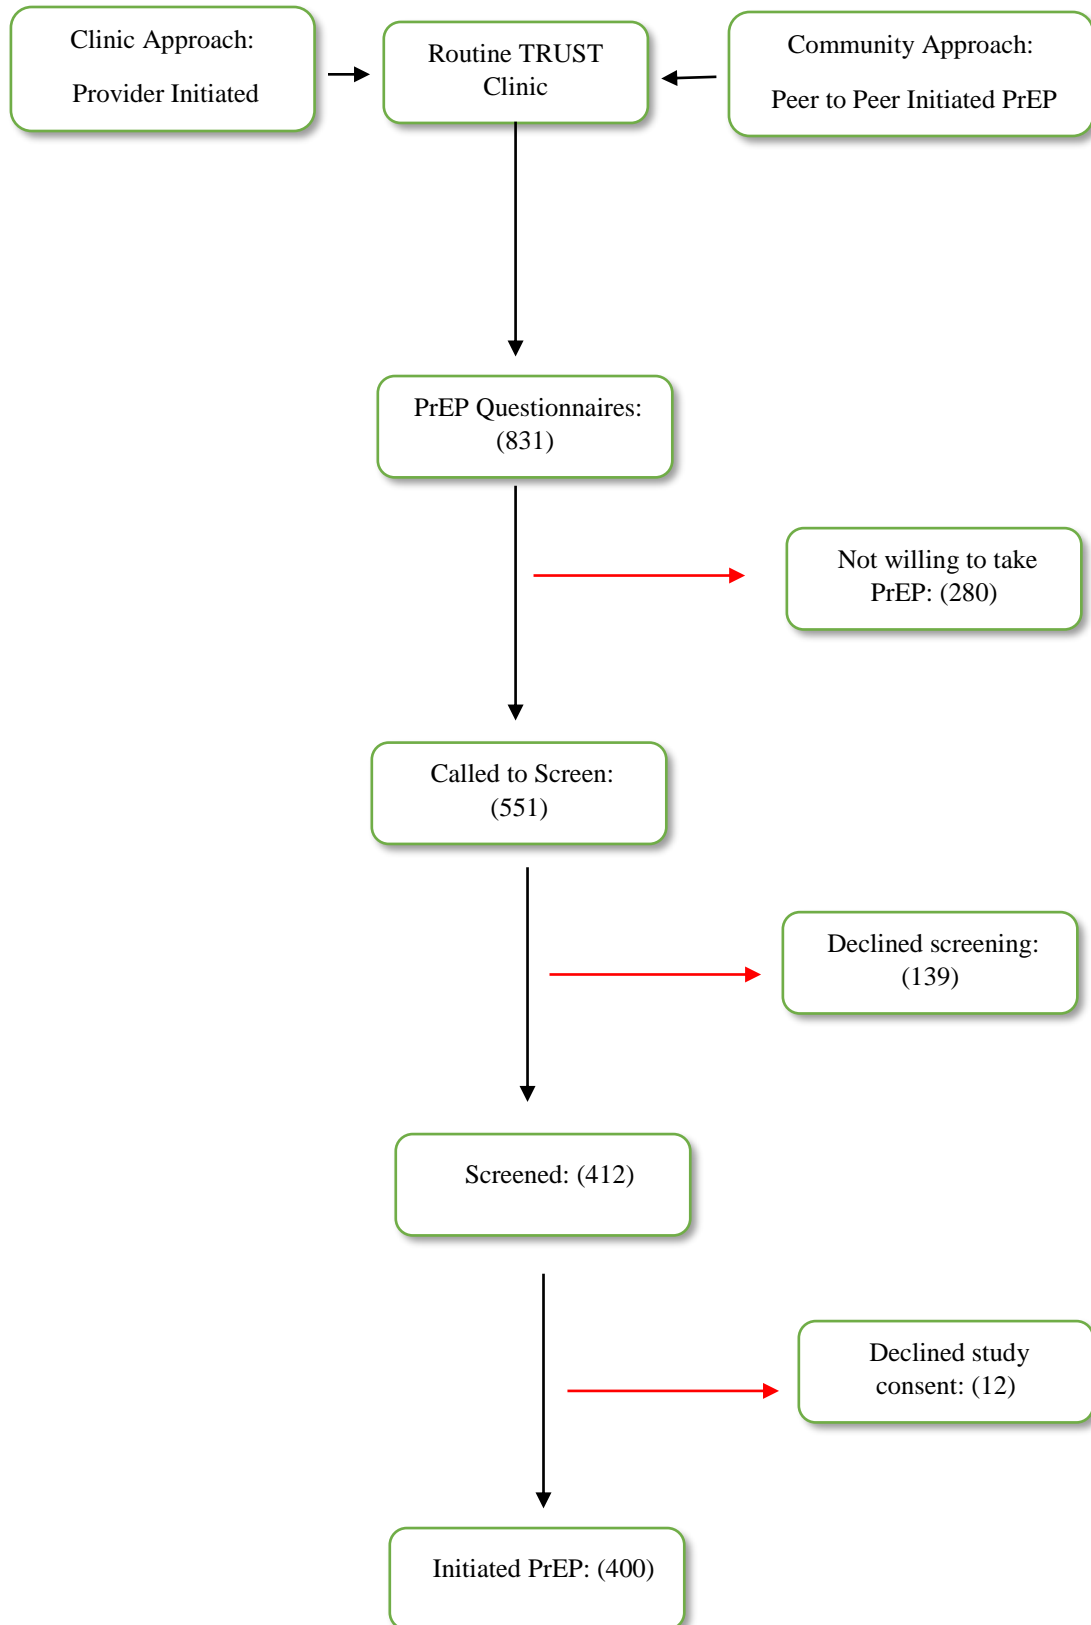 Clinic Approach:
Provider Initiated
Routine TRUST
Clinic
Community Approach:
Peer to Peer Initiated PrEP
PrEP Questionnaires:
(831)
Not willing to take
PrEP: (280)
Called to Screen:
(551)
Declined screening:
(139)
Screened: (412)
Declined study
consent: (12)
Initiated PrEP: (400)